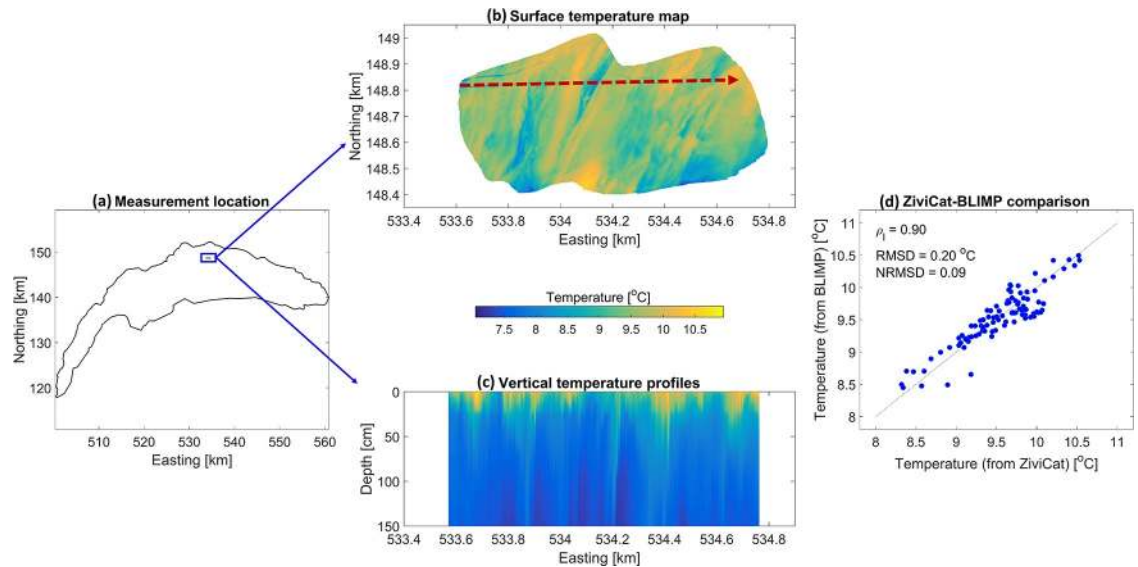 (b) Surface temperature map
149
148.9
148.8
148.7
148.6
148.5
148.4
Northing [km]
533.4 533.6 533.8 534 534.2 534.4 534.6 534.8
Easting [km]
(a) Measurement location
150
140
130
120
Northing [km]
510 520 530 540 550 560
Easting [km]
Temperature [°C]
7.5 8 8.5 9 9.5 10 10.5
(c) Vertical temperature profiles
0
50
100
150
Depth [cm]
533.4 533.6 533.8 534 534.2 534.4 534.6 534.8
Easting [km]
(d) ZiviCat-BLIMP comparison
ρI = 0.90
RMSD = 0.20 °C
NRMSD = 0.09
11
10.5
10
9.5
9
8.5
8
Temperature (from BLIMP) [°C]
8 8.5 9 9.5 10 10.5 11
Temperature (from ZiviCat) [°C]